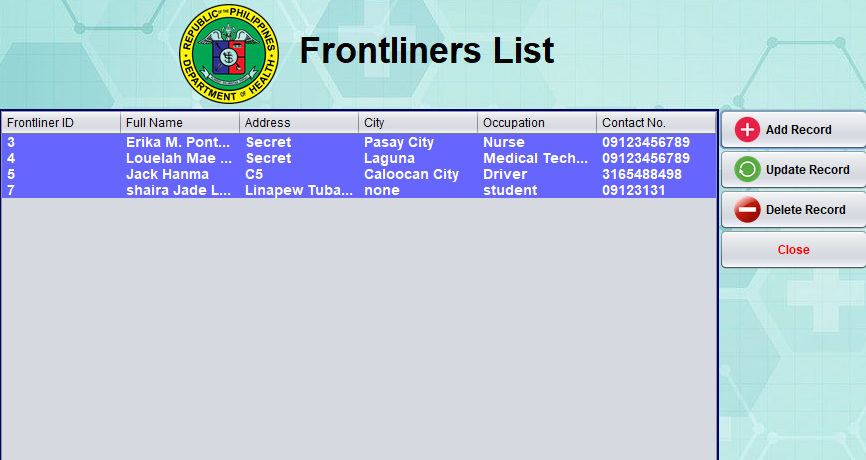 REPUBLIC OF THE PHILIPPINES
DEPARTMENT OF HEALTH
Frontliners List
Frontliner ID Full Name Address City Occupation Contact No.
3 Erika M. Pont... Secret Pasay City Nurse 09123456789
4 Louelah Mae ... Secret Laguna Medical Tech... 09123456789
5 Jack Hanma C5 Caloocan City Driver 3165488498
7 shaira Jade L... Linapew Tuba... none student 09123131
Add Record
Update Record
Delete Record
Close